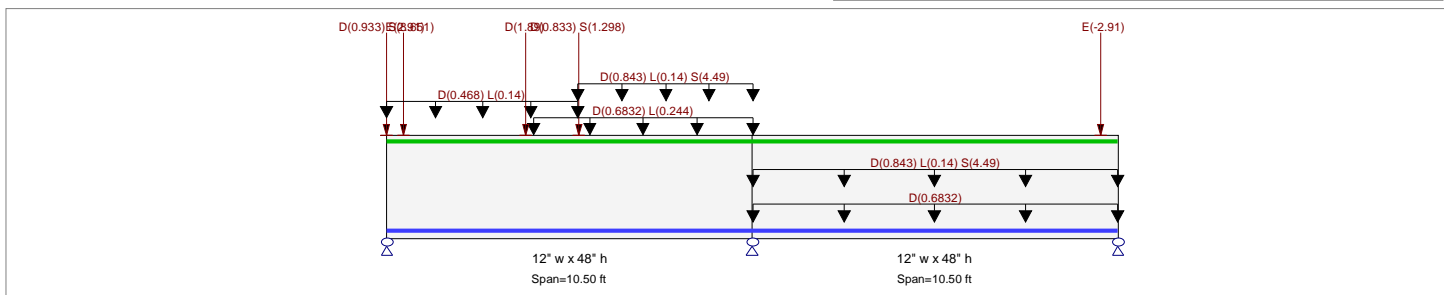 D(0.933) S(2.651) D(1.89) D(0.833) S(1.298) E(-2.91)
D(0.843) L(0.14) S(4.49)
D(0.468) L(0.14)
D(0.6832) L(0.244)
D(0.843) L(0.14) S(4.49)
D(0.6832)
12" w x 48" h 12" w x 48" h
Span=10.50 ft Span=10.50 ft